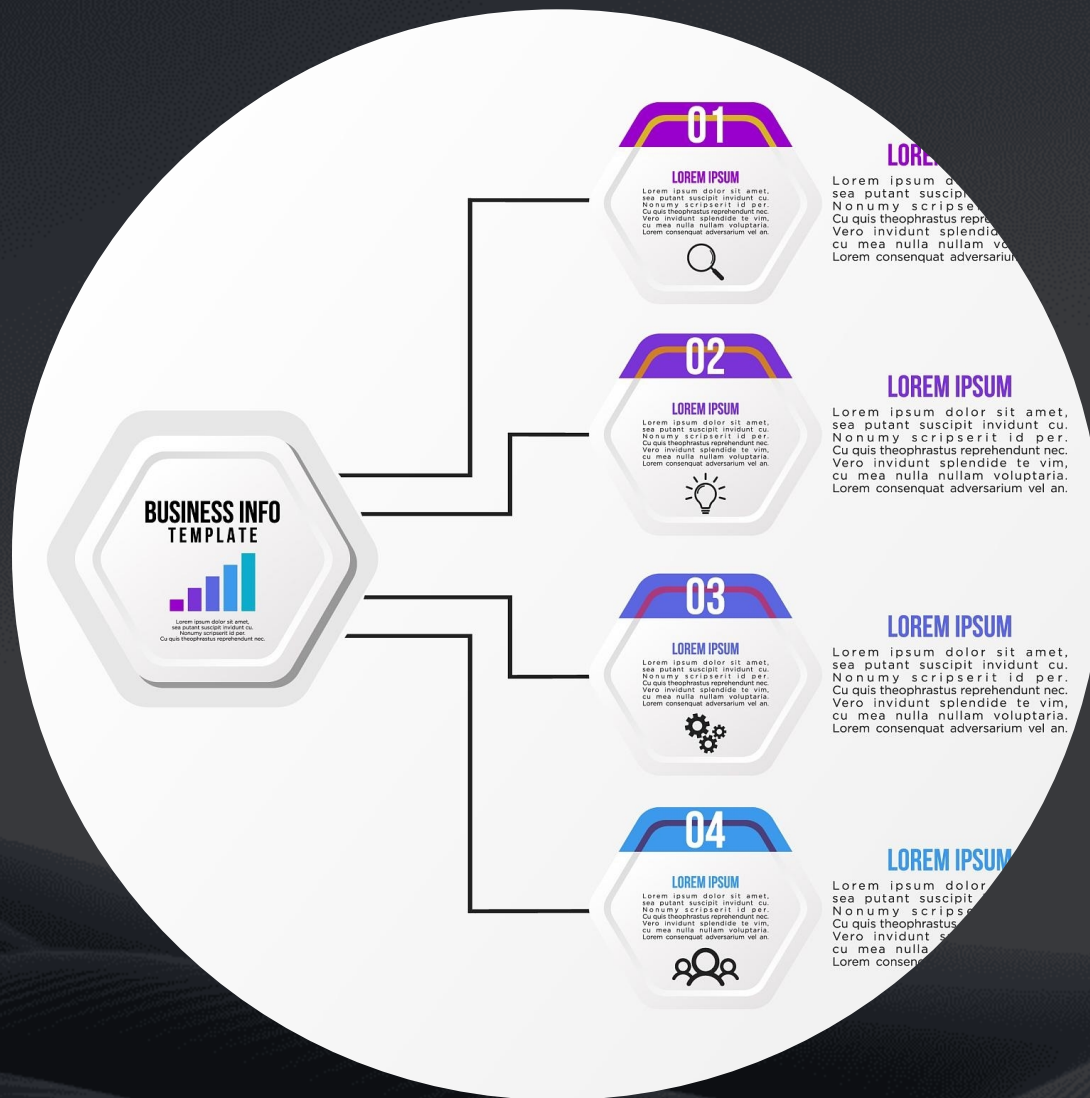 BUSINESS INFO
TEMPLATE
Lorem ipsum dolor sit amet,
sea putant suscipit invidunt cu.
Nonumy scripserit id per.
Cu quis theophrastus reprehendunt nec.
01
LOREM IPSUM
Lorem ipsum dolor sit amet,
sea putant suscipit invidunt cu.
Nonumy scripserit id per.
Cu quis theophrastus reprehendunt nec.
Vero invidunt splendide te vim,
cu mea nulla nullam voluptaria.
Lorem consenquat adversarium vel an.
Lorem ipsum
sea putant
Nonumy
Cu quis theophrastus
Vero invidunt
cu mea nulla nullam
Lorem consenquat
02
LOREM IPSUM
Lorem ipsum dolor sit amet,
sea putant suscipit invidunt cu.
Nonumy scripserit id per.
Cu quis theophrastus reprehendunt nec.
Vero invidunt splendide te vim,
cu mea nulla nullam voluptaria.
Lorem consenquat adversarium vel an.
LOREM IPSUM
Lorem ipsum dolor sit amet,
sea putant suscipit invidunt cu.
Nonumy scripserit id per.
Cu quis theophrastus reprehendunt nec.
Vero invidunt splendide te vim,
cu mea nulla nullam voluptaria.
Lorem consenquat adversarium vel an.
03
LOREM IPSUM
Lorem ipsum dolor sit amet,
sea putant suscipit invidunt cu.
Nonumy scripserit id per.
Cu quis theophrastus reprehendunt nec.
Vero invidunt splendide te vim,
cu mea nulla nullam voluptaria.
Lorem consenquat adversarium vel an.
LOREM IPSUM
Lorem ipsum dolor sit amet,
sea putant suscipit invidunt cu.
Nonumy scripserit id per.
Cu quis theophrastus reprehendunt nec.
Vero invidunt splendide te vim,
cu mea nulla nullam voluptaria.
Lorem consenquat adversarium vel an.
04
LOREM IPSUM
Lorem ipsum dolor sit amet,
sea putant suscipit invidunt cu.
Nonumy scripserit id per.
Cu quis theophrastus reprehendunt nec.
Vero invidunt splendide te vim,
cu mea nulla nullam voluptaria.
Lorem consenquat adversarium vel an.
LOREM IPSUM
Lorem ipsum dolor
sea putant suscipit
Nonumy
Cu quis theophrastus
Vero invidunt
cu mea nulla
Lorem